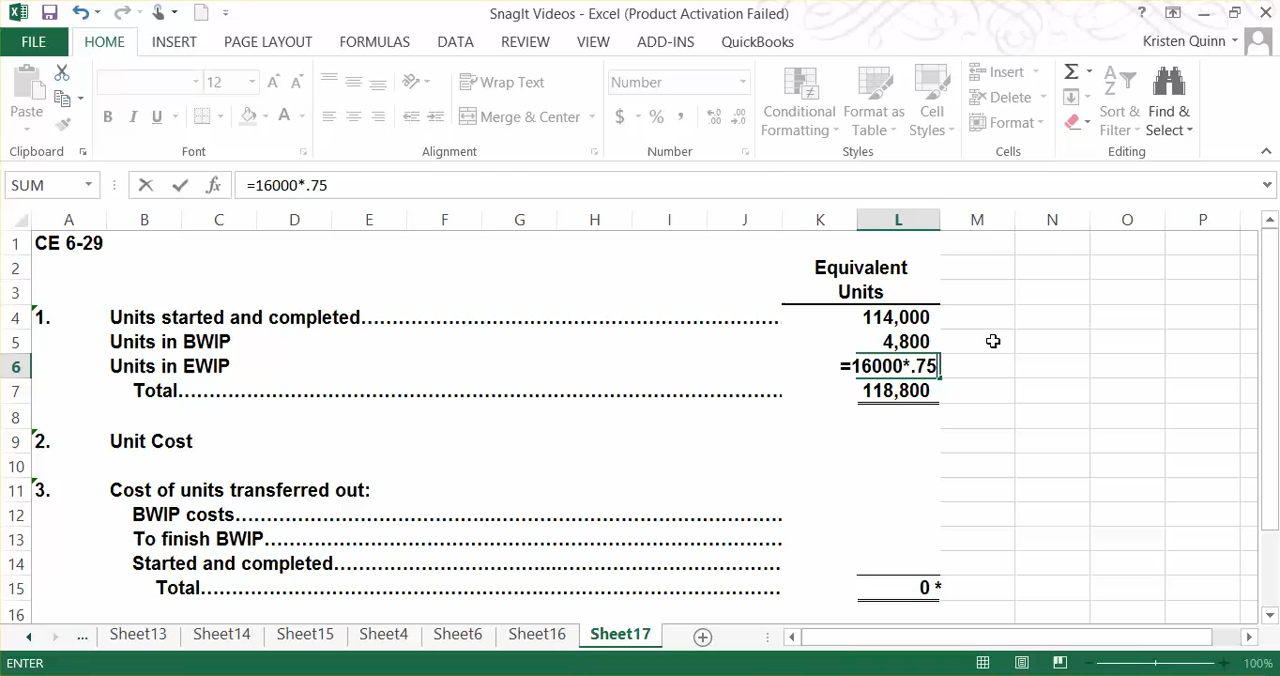 SnagIt Videos - Excel (Product Activation Failed)
?
FILE HOME INSERT PAGE LAYOUT FORMULAS DATA REVIEW VIEW ADD-INS QuickBooks Kristen Quinn
12 A A Wrap Text Number Insert Σ
Paste B I U A Merge & Center $ % , Conditional Formatting Format as Table Cell Styles Delete Format Sort & Filter Find & Select
Clipboard Font Alignment Number Styles Cells Editing
SUM fx =16000*.75
A B C D E F G H I J K L M N O P
1 CE 6-29
2 Equivalent
3 Units
4 1. Units started and completed 114,000
5 Units in BWIP 4,800
6 Units in EWIP =16000*.75
7 Total 118,800
8
9 2. Unit Cost
10
11 3. Cost of units transferred out:
12 BWIP costs
13 To finish BWIP
14 Started and completed
15 Total 0 *
16
... Sheet13 Sheet14 Sheet15 Sheet4 Sheet6 Sheet16 Sheet17
ENTER 100%